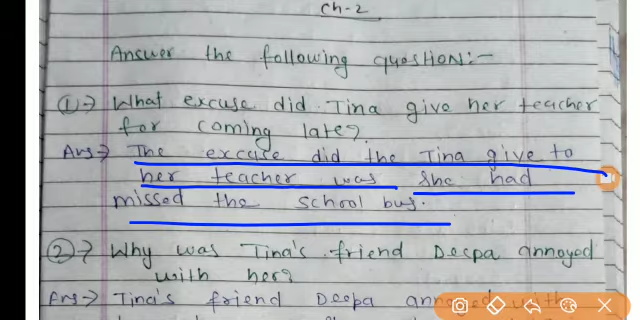 Ch-2
Answer the following question:-
①→ What excuse did Tina give her teacher
for coming late?
Ans→ The excuse did the Tina give to
her teacher was she had
missed the school bus.
②→ Why was Tina's friend Deepa annoyed
with her?
Ans→ Tina's friend Deepa annoyed with